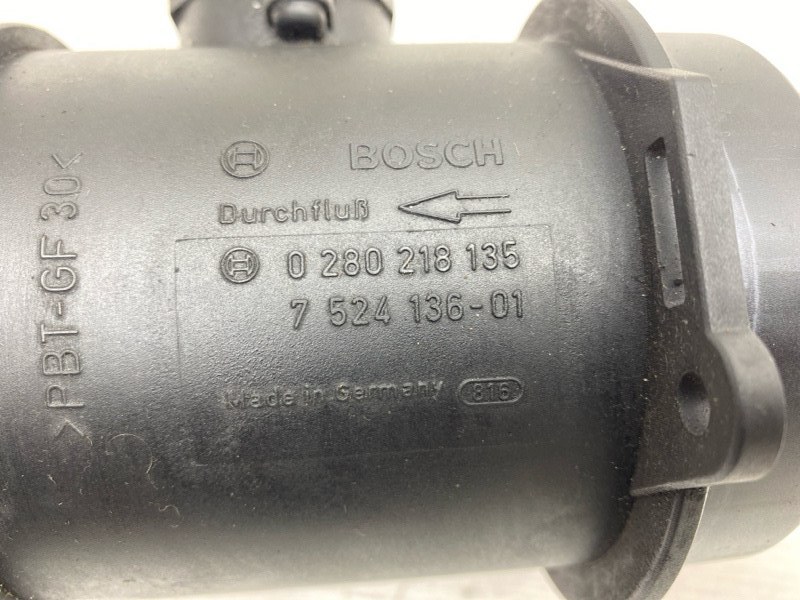 BOSCH
Durchfluß
0 280 218 135
7 524 136-01
Made in Germany 816
>PBT-GF 30<